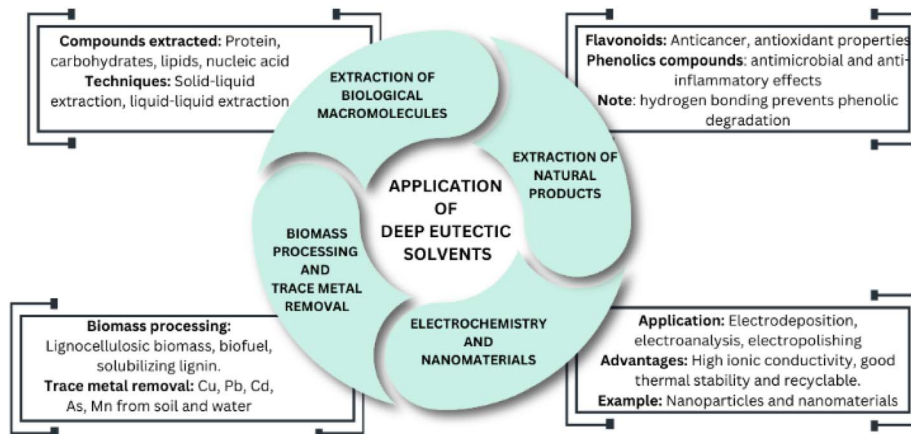 Compounds extracted: Protein,
carbohydrates, lipids, nucleic acid
Techniques: Solid-liquid
extraction, liquid-liquid extraction
EXTRACTION OF
BIOLOGICAL
MACROMOLECULES
Flavonoids: Anticancer, antioxidant properties
Phenolics compounds: antimicrobial and anti-
inflammatory effects
Note: hydrogen bonding prevents phenolic
degradation
EXTRACTION OF
NATURAL
PRODUCTS
APPLICATION
OF
DEEP EUTECTIC
SOLVENTS
BIOMASS
PROCESSING
AND
TRACE METAL
REMOVAL
ELECTROCHEMISTRY
AND
NANOMATERIALS
Biomass processing:
Lignocellulosic biomass, biofuel,
solubilizing lignin.
Trace metal removal: Cu, Pb, Cd,
As, Mn from soil and water
Application: Electrodeposition,
electroanalysis, electropolishing
Advantages: High ionic conductivity, good
thermal stability and recyclable.
Example: Nanoparticles and nanomaterials